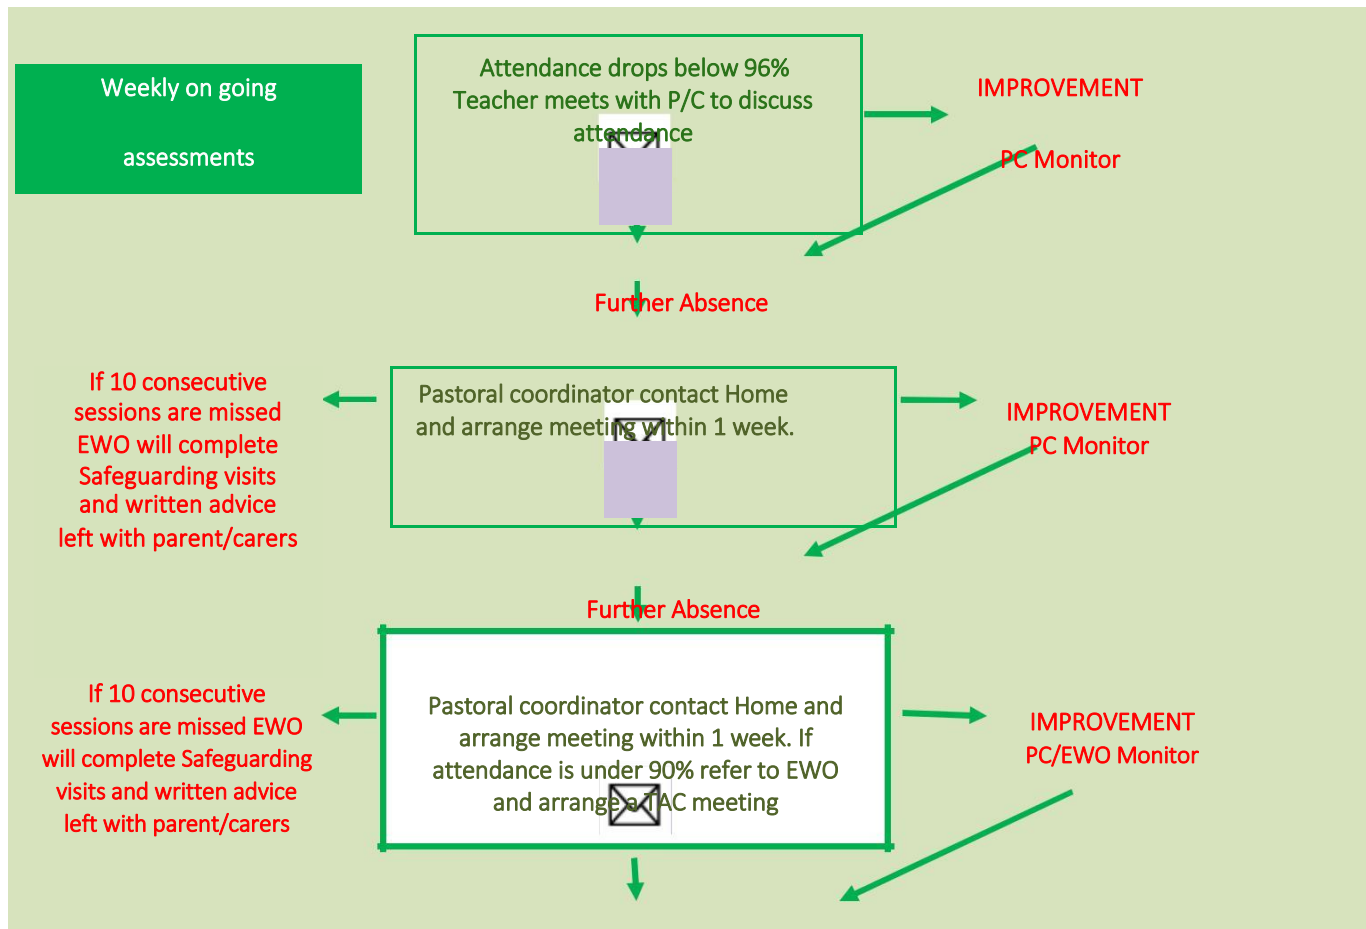 Weekly on going
assessments
Attendance drops below 96%
Teacher meets with P/C to discuss
attendance
IMPROVEMENT
PC Monitor
Further Absence
If 10 consecutive
sessions are missed
EWO will complete
Safeguarding visits
and written advice
left with parent/carers
Pastoral coordinator contact Home
and arrange meeting within 1 week.
IMPROVEMENT
PC Monitor
Further Absence
If 10 consecutive
sessions are missed EWO
will complete Safeguarding
visits and written advice
left with parent/carers
Pastoral coordinator contact Home and
arrange meeting within 1 week. If
attendance is under 90% refer to EWO
and arrange a TAC meeting
IMPROVEMENT
PC/EWO Monitor